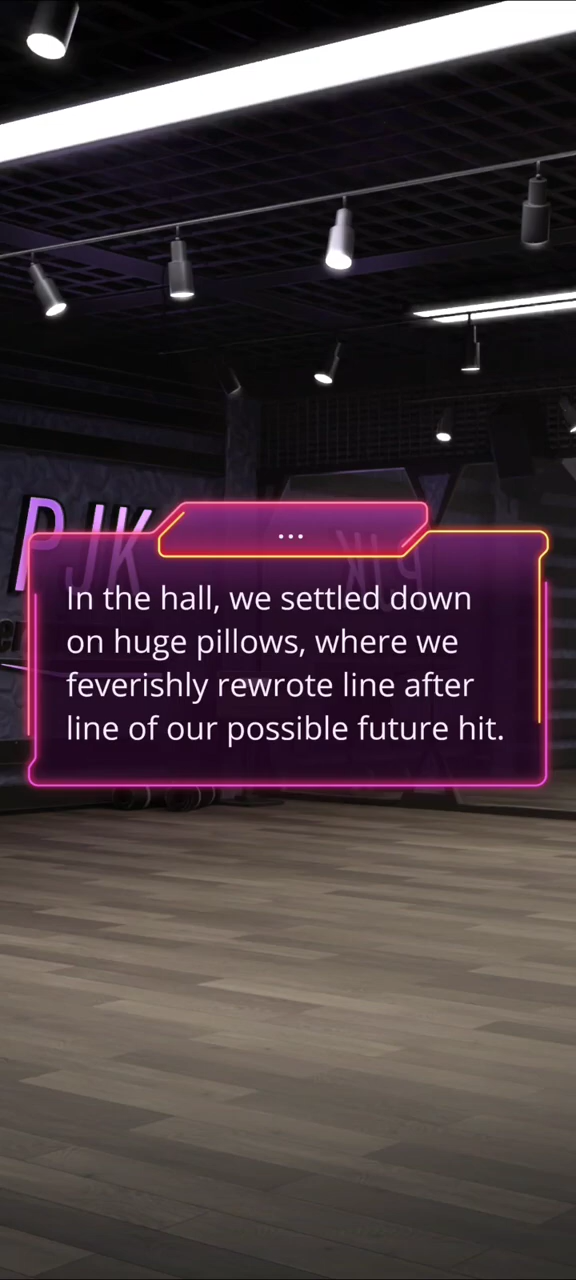 PJK
...
In the hall, we settled down
on huge pillows, where we
feverishly rewrote line after
line of our possible future hit.